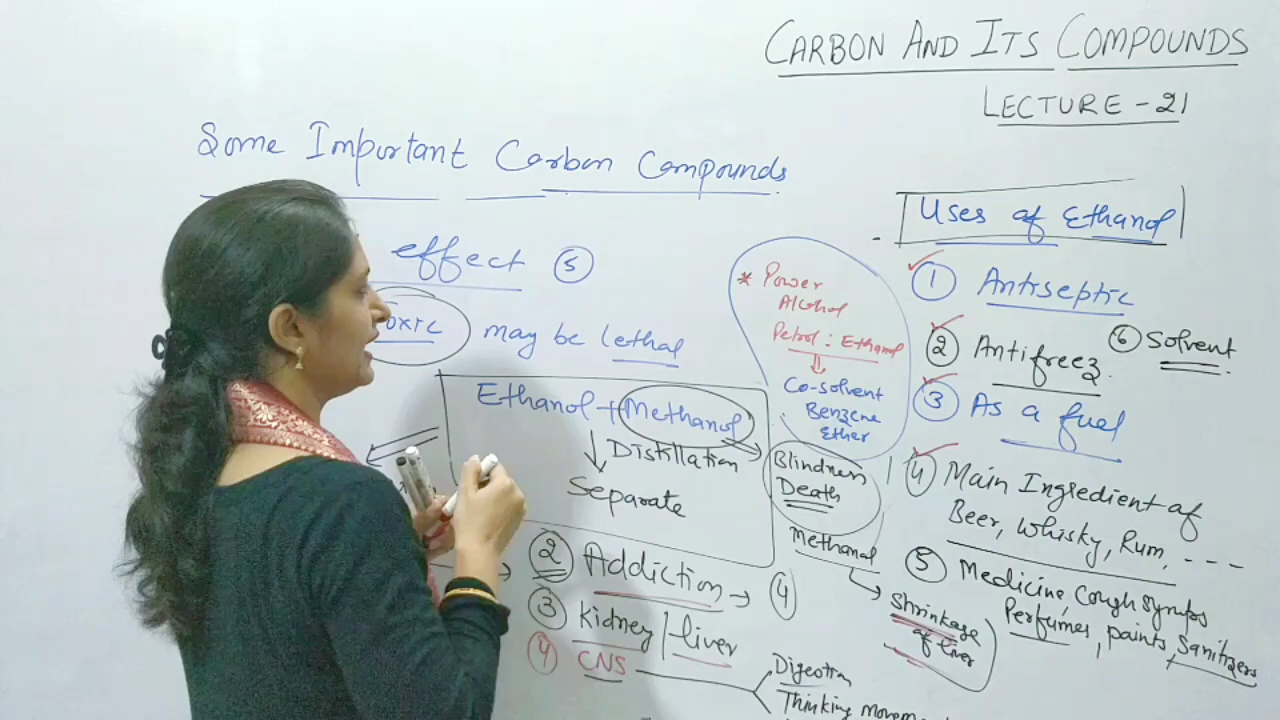 CARBON AND ITS COMPOUNDS
LECTURE - 21
Some Important Carbon Compounds
effect ⑤
may be lethal
Ethanol + Methanol
Distillation
Separate
② Addiction → ④
③ Kidney / liver
④ CNS
Digestion
Thinking
* Power
Alcohol
Petrol : Ethanol
Co-solvent
Benzene
Ether
Blindness
Death
Methanol
Shrinkage
of liver
Uses of Ethanol
① Antiseptic
② Antifreez
③ As a fuel
④ Main Ingredient of
Beer, Whisky, Rum, - - -
⑤ Medicine, Cough Syrups
Perfumes, paints, Sanitizers
⑥ Solvent